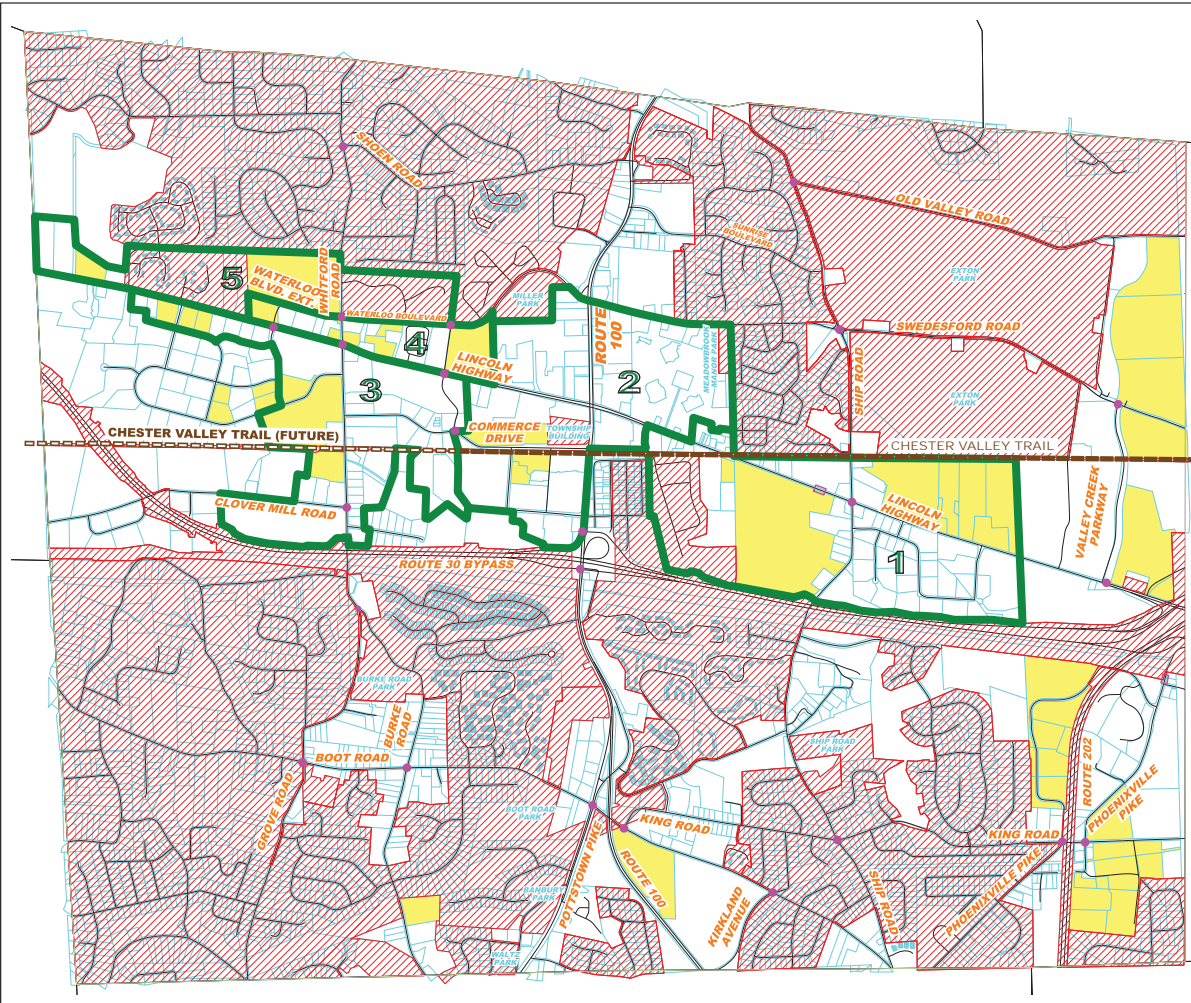 SHOEN ROAD
OLD VALLEY ROAD
SUNRISE
BOULEVARD
5
WATERLOO
BLVD. EXT.
WHITFORD
ROAD
EXTON
PARK
MILLER
PARK
WATERLOO BOULEVARD
ROUTE
100
SWEDESFORD ROAD
4
LINCOLN
HIGHWAY
MEADOWBROOK
MANOR PARK
SHIP ROAD
3
2
EXTON
PARK
CHESTER VALLEY TRAIL (FUTURE)
COMMERCE
DRIVE
TOWNSHIP
BUILDING
CHESTER VALLEY TRAIL
CLOVER MILL ROAD
LINCOLN
HIGHWAY
VALLEY CREEK
PARKWAY
ROUTE 30 BYPASS
1
BURKE ROAD
PARK
BURKE
ROAD
BOOT ROAD
SHIP ROAD
PARK
ROUTE 202
PHOENIXVILLE
PIKE
GROVE ROAD
BOOT ROAD
PARK
KING ROAD
KING ROAD
POTTSTOWN PIKE
ROUTE 100
BANBURY
PARK
KIRKLAND
AVENUE
SHIP ROAD
PHOENIXVILLE PIKE
WALTZ
PARK